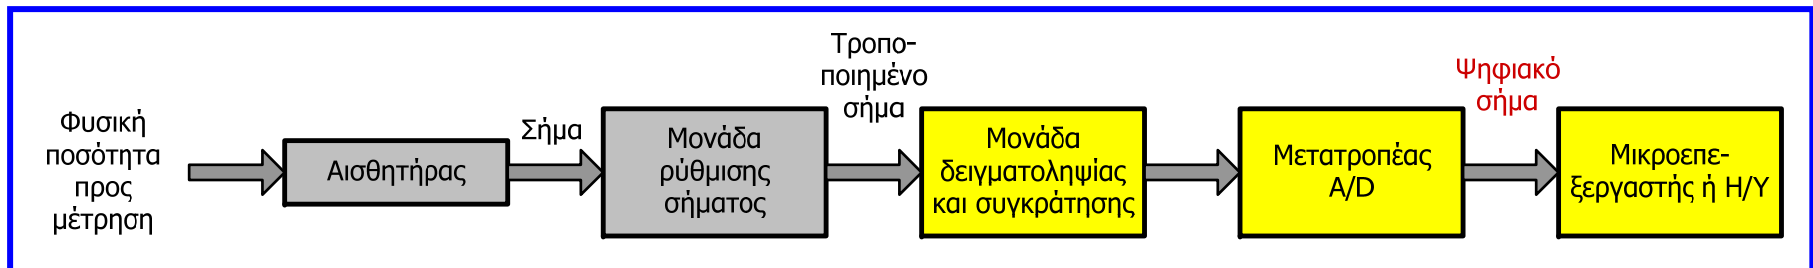 Φυσική
ποσότητα
προς
μέτρηση
Αισθητήρας
Σήμα
Μονάδα
ρύθμισης
σήματος
Τροπο-
ποιημένο
σήμα
Μονάδα
δειγματοληψίας
και συγκράτησης
Μετατροπέας
A/D
Ψηφιακό
σήμα
Μικροεπε-
ξεργαστής ή Η/Υ